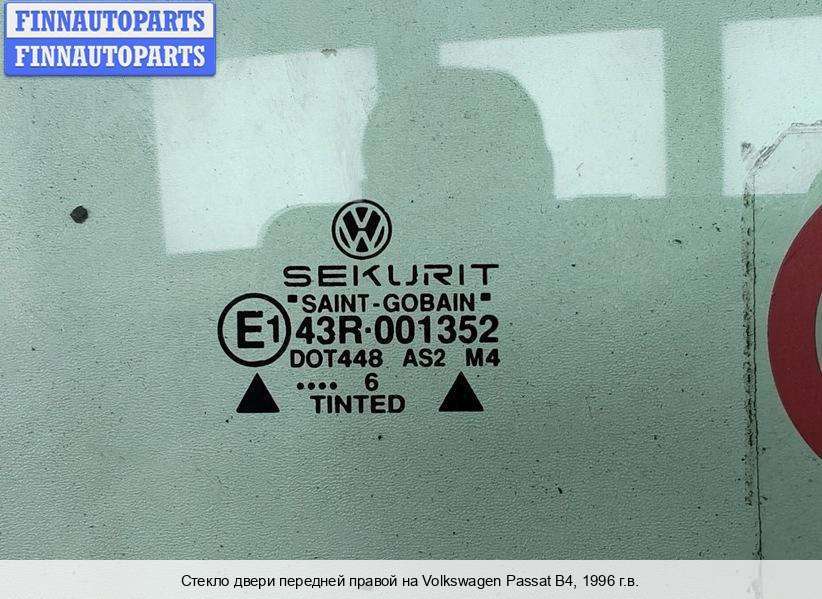 FINNAUTOPARTS
FINNAUTOPARTS
SEKURIT
"SAINT-GOBAIN"
E1 43R·001352
DOT448 AS2 M4
.... 6
TINTED
Стекло двери передней правой на Volkswagen Passat B4, 1996 г.в.